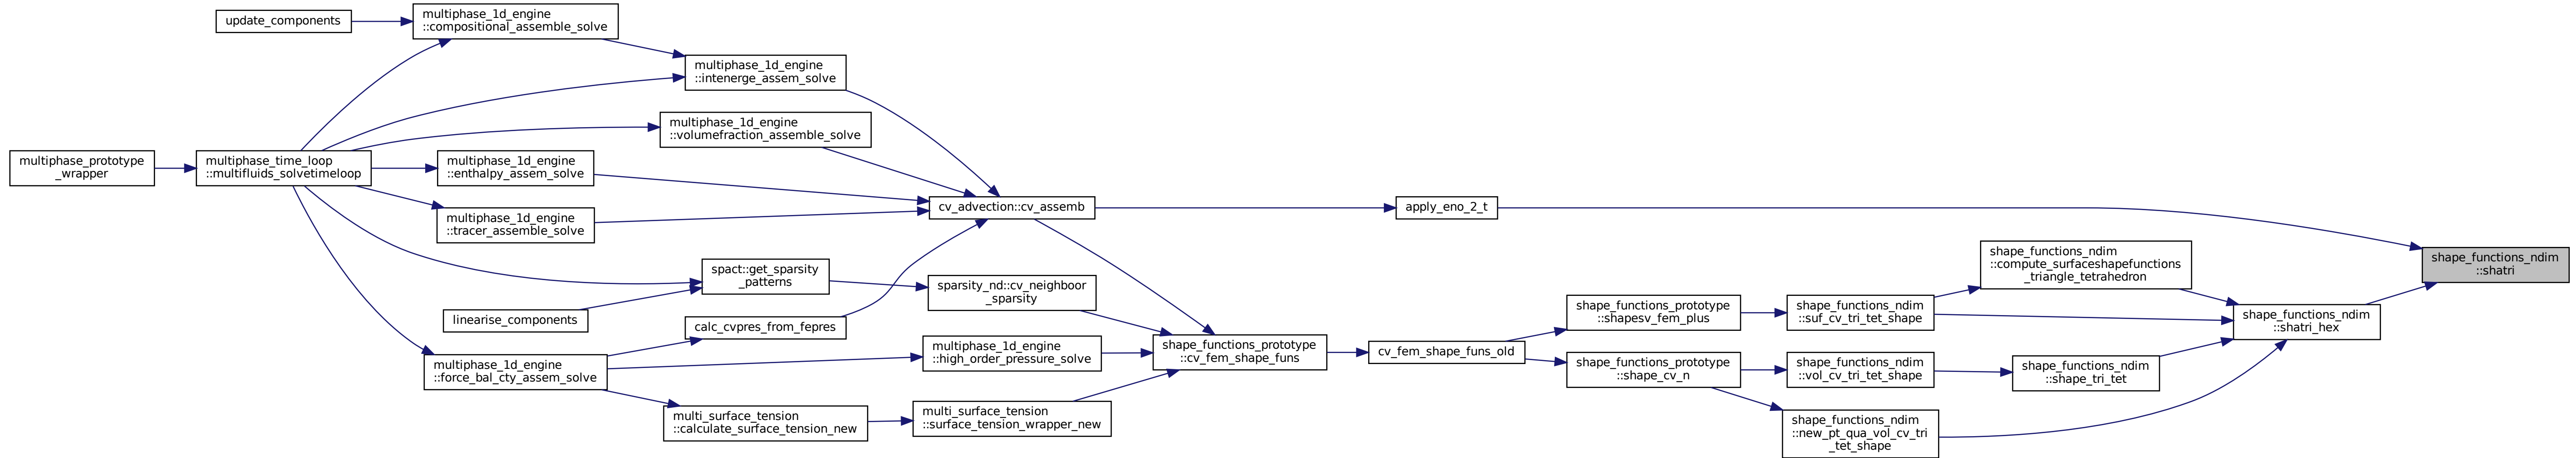 update_components
multiphase_1d_engine
::compositional_assemble_solve
multiphase_1d_engine
::intenerge_assem_solve
multiphase_1d_engine
::volumefraction_assemble_solve
multiphase_prototype
_wrapper
multiphase_time_loop
::multifluids_solvetimeloop
multiphase_1d_engine
::enthalpy_assem_solve
multiphase_1d_engine
::tracer_assemble_solve
cv_advection::cv_assemb
apply_eno_2_t
shape_functions_ndim
::shatri
spact::get_sparsity
_patterns
linearise_components
calc_cvpres_from_fepres
multiphase_1d_engine
::force_bal_cty_assem_solve
multi_surface_tension
::calculate_surface_tension_new
sparsity_nd::cv_neighboor
_sparsity
multiphase_1d_engine
::high_order_pressure_solve
multi_surface_tension
::surface_tension_wrapper_new
shape_functions_prototype
::cv_fem_shape_funs
cv_fem_shape_funs_old
shape_functions_prototype
::shapesv_fem_plus
shape_functions_prototype
::shape_cv_n
shape_functions_ndim
::suf_cv_tri_tet_shape
shape_functions_ndim
::vol_cv_tri_tet_shape
shape_functions_ndim
::new_pt_qua_vol_cv_tri
_tet_shape
shape_functions_ndim
::compute_surfaceshapefunctions
_triangle_tetrahedron
shape_functions_ndim
::shape_tri_tet
shape_functions_ndim
::shatri_hex